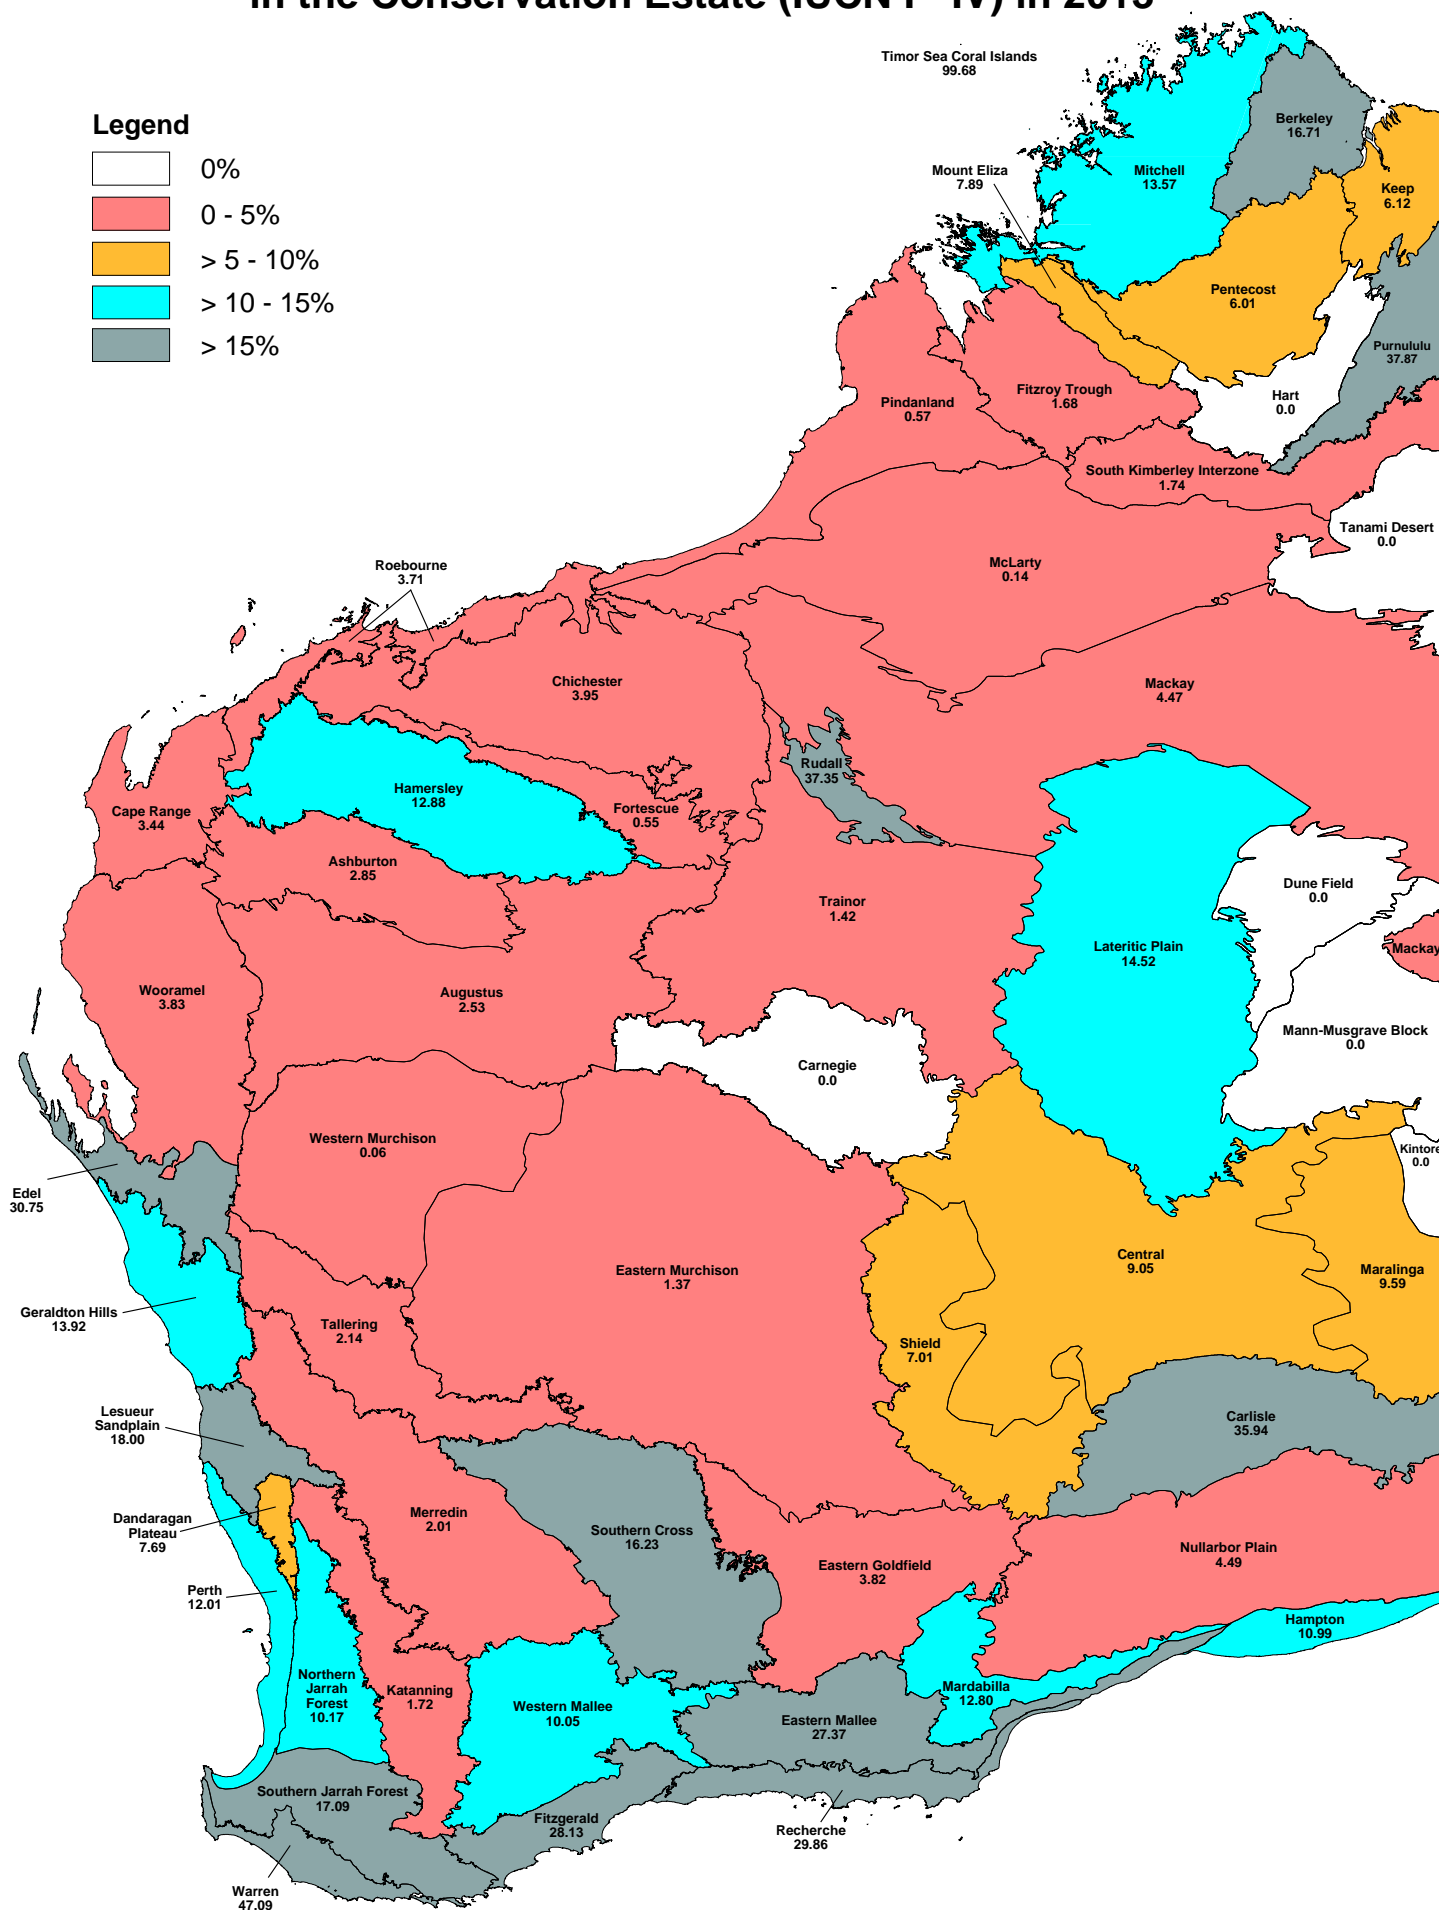 in the Conservation Estate (IUCN I - IV) in 2015
Timor Sea Coral Islands
99.68
Legend
0%
0 - 5%
> 5 - 10%
> 10 - 15%
> 15%
Berkeley
16.71
Mount Eliza
7.89
Mitchell
13.57
Keep
6.12
Pentecost
6.01
Purnululu
37.87
Hart
0.0
Fitzroy Trough
1.68
Pindanland
0.57
South Kimberley Interzone
1.74
Tanami Desert
0.0
McLarty
0.14
Roebourne
3.71
Chichester
3.95
Mackay
4.47
Rudall
37.35
Hamersley
12.88
Fortescue
0.55
Cape Range
3.44
Ashburton
2.85
Dune Field
0.0
Trainor
1.42
Lateritic Plain
14.52
Mackay
Wooramel
3.83
Augustus
2.53
Mann-Musgrave Block
0.0
Carnegie
0.0
Western Murchison
0.06
Kintore
0.0
Edel
30.75
Central
9.05
Maralinga
9.59
Eastern Murchison
1.37
Geraldton Hills
13.92
Tallering
2.14
Shield
7.01
Lesueur
Sandplain
18.00
Carlisle
35.94
Dandaragan
Plateau
7.69
Merredin
2.01
Southern Cross
16.23
Eastern Goldfield
3.82
Nullarbor Plain
4.49
Perth
12.01
Hampton
10.99
Northern
Jarrah
Forest
10.17
Katanning
1.72
Western Mallee
10.05
Mardabilla
12.80
Eastern Mallee
27.37
Southern Jarrah Forest
17.09
Fitzgerald
28.13
Recherche
29.86
Warren
47.09